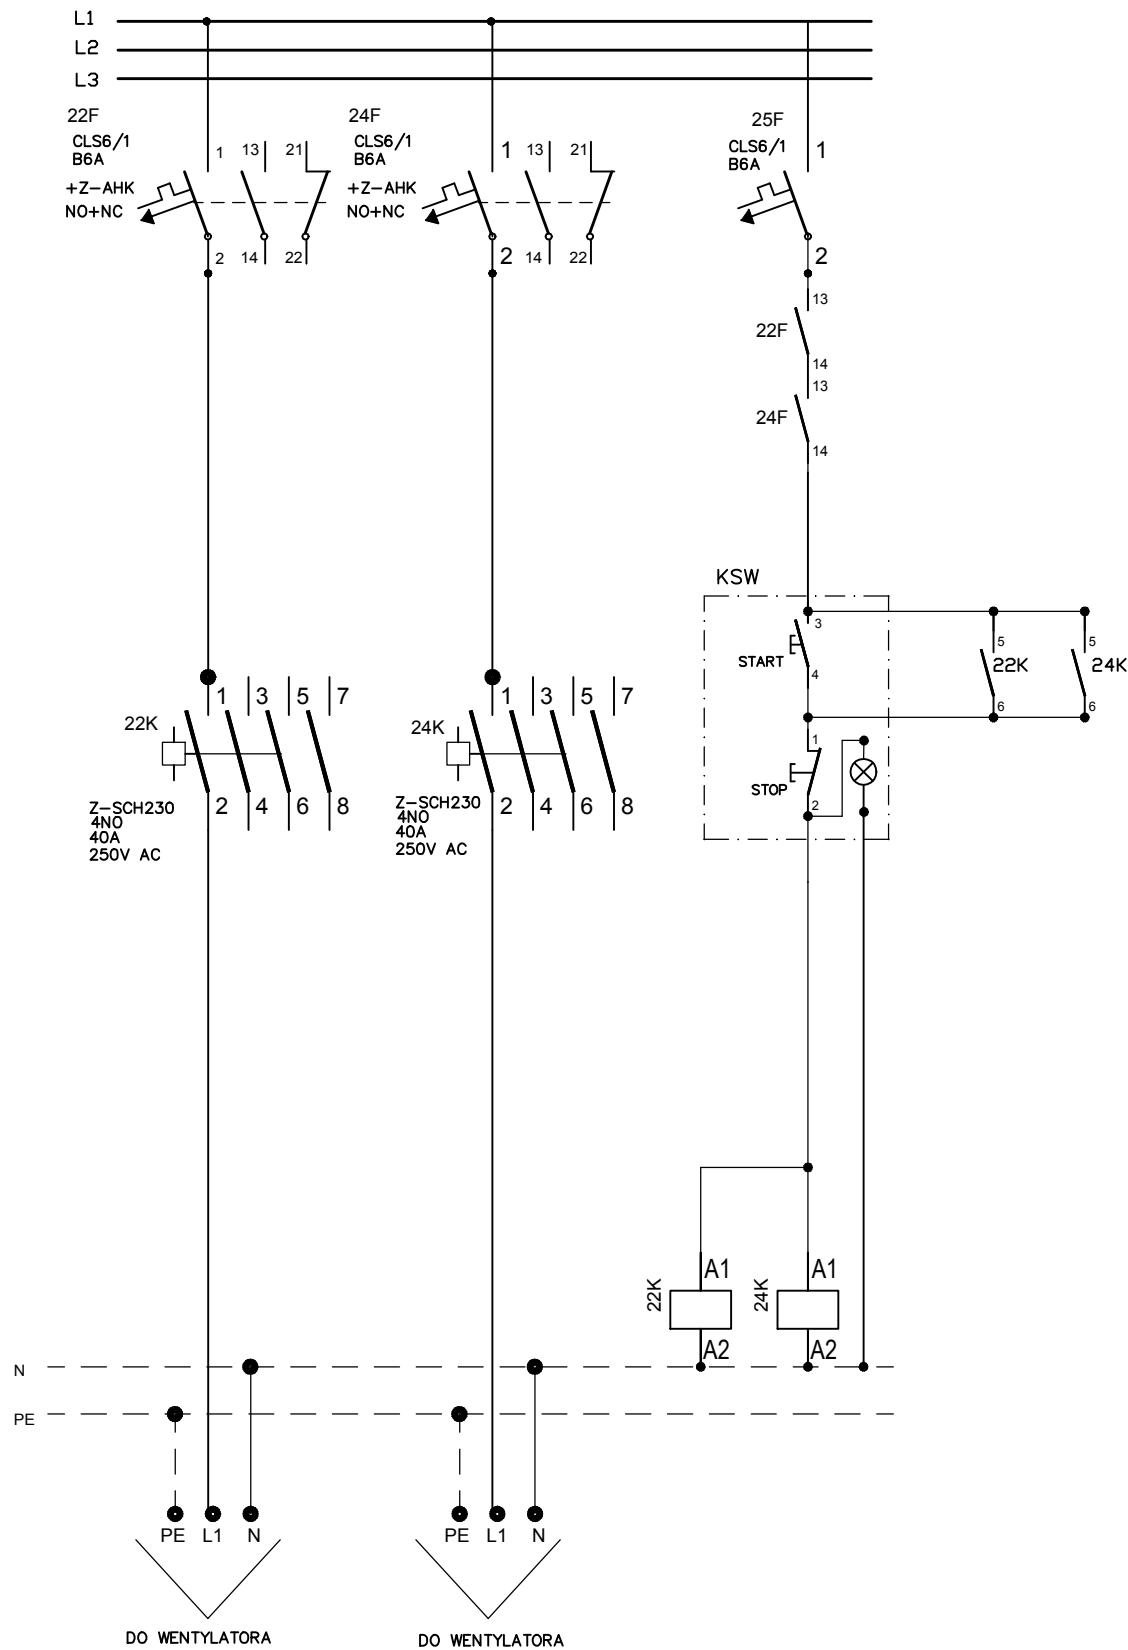 L1
L2
L3
22F
CLS6/1
B6A
+Z-AHK
NO+NC
1 13 21
2 14 22
24F
CLS6/1
B6A
+Z-AHK
NO+NC
1 13 21
2 14 22
25F
CLS6/1
B6A
1
2
13
22F
14
13
24F
14
KSW
3
START
4
1
STOP
2
5
22K
6
5
24K
6
22K
1 3 5 7
2 4 6 8
Z-SCH230
4NO
40A
250V AC
24K
1 3 5 7
2 4 6 8
Z-SCH230
4NO
40A
250V AC
22K
A1
A2
24K
A1
A2
N
PE
PE L1 N
PE L1 N
DO WENTYLATORA
DO WENTYLATORA